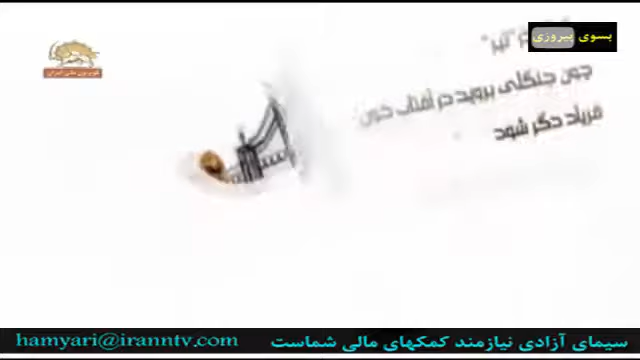 بسوی پیروزی
"تیر"
چون جنگلی بروید در آفتاب خون
فریاد دگر شود
سیمای آزادی نیازمند کمکهای مالی شماست
hamyari@iranntv.com